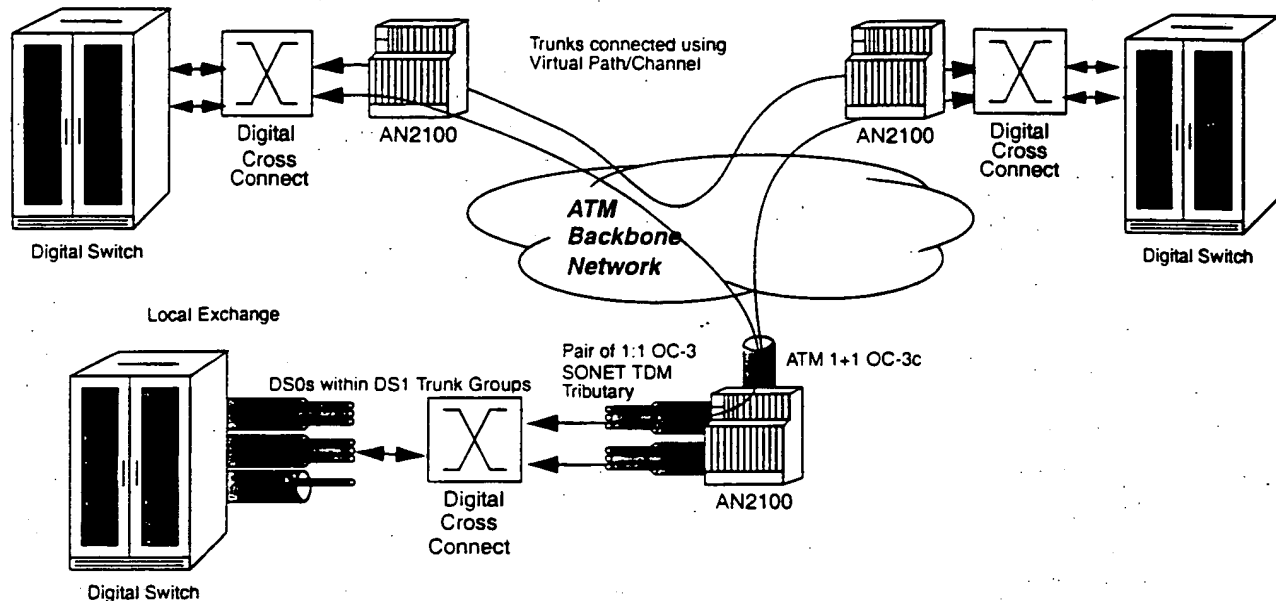 Trunks connected using
Virtual Path/Channel
AN2100
Digital
Cross
Connect
AN2100
Digital
Cross
Connect
Digital Switch
ATM
Backbone
Network
Digital Switch
Local Exchange
DS0s within DS1 Trunk Groups
Pair of 1:1 OC-3
SONET TDM
Tributary
ATM 1+1 OC-3c
Digital
Cross
Connect
AN2100
Digital Switch